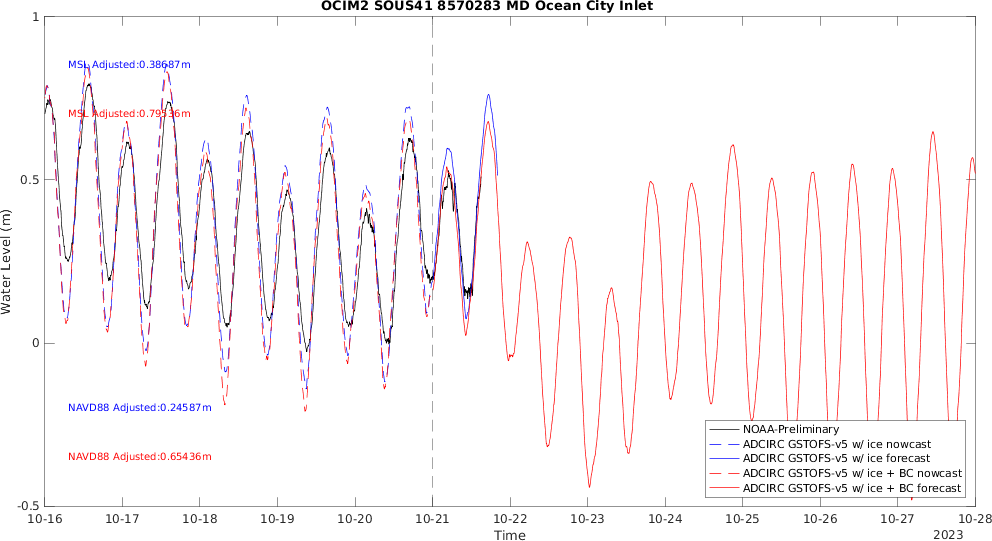 OCIM2 SOUS41 8570283 MD Ocean City Inlet
1
MSL Adjusted:0.38687m
MSL Adjusted:0.79536m
0.5
Water Level (m)
0
NAVD88 Adjusted:0.24587m
NAVD88 Adjusted:0.65436m
NOAA-Preliminary
ADCIRC GSTOFS-v5 w/ ice nowcast
ADCIRC GSTOFS-v5 w/ ice forecast
ADCIRC GSTOFS-v5 w/ ice + BC nowcast
ADCIRC GSTOFS-v5 w/ ice + BC forecast
-0.5
10-16 10-17 10-18 10-19 10-20 10-21 10-22 10-23 10-24 10-25 10-26 10-27 10-28
Time
2023